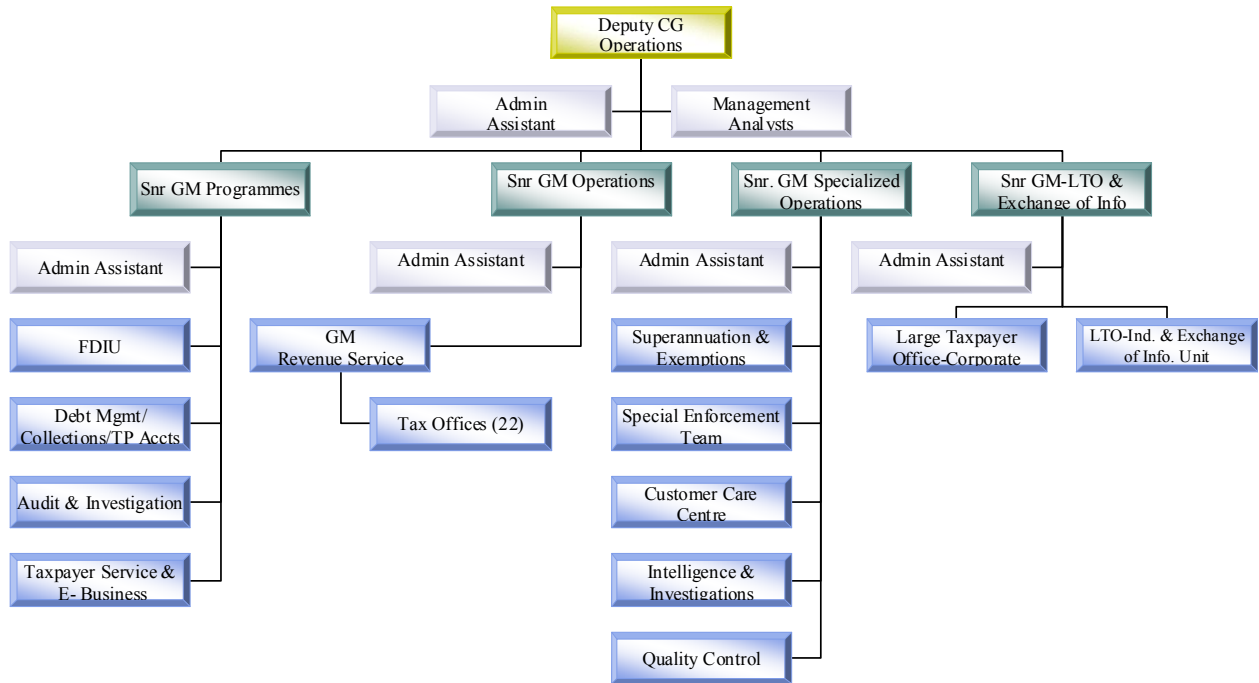 Deputy CG
Operations
Admin
Assistant
Management
Analysts
Snr GM Programmes
Snr GM Operations
Snr. GM Specialized
Operations
Snr GM-LTO &
Exchange of Info
Admin Assistant
Admin Assistant
Admin Assistant
Admin Assistant
FDIU
GM
Revenue Service
Superannuation &
Exemptions
Large Taxpayer
Office-Corporate
LTO-Ind. & Exchange
of Info. Unit
Debt Mgmt/
Collections/TP Accts
Tax Offices (22)
Special Enforcement
Team
Audit & Investigation
Customer Care
Centre
Taxpayer Service &
E- Business
Intelligence &
Investigations
Quality Control